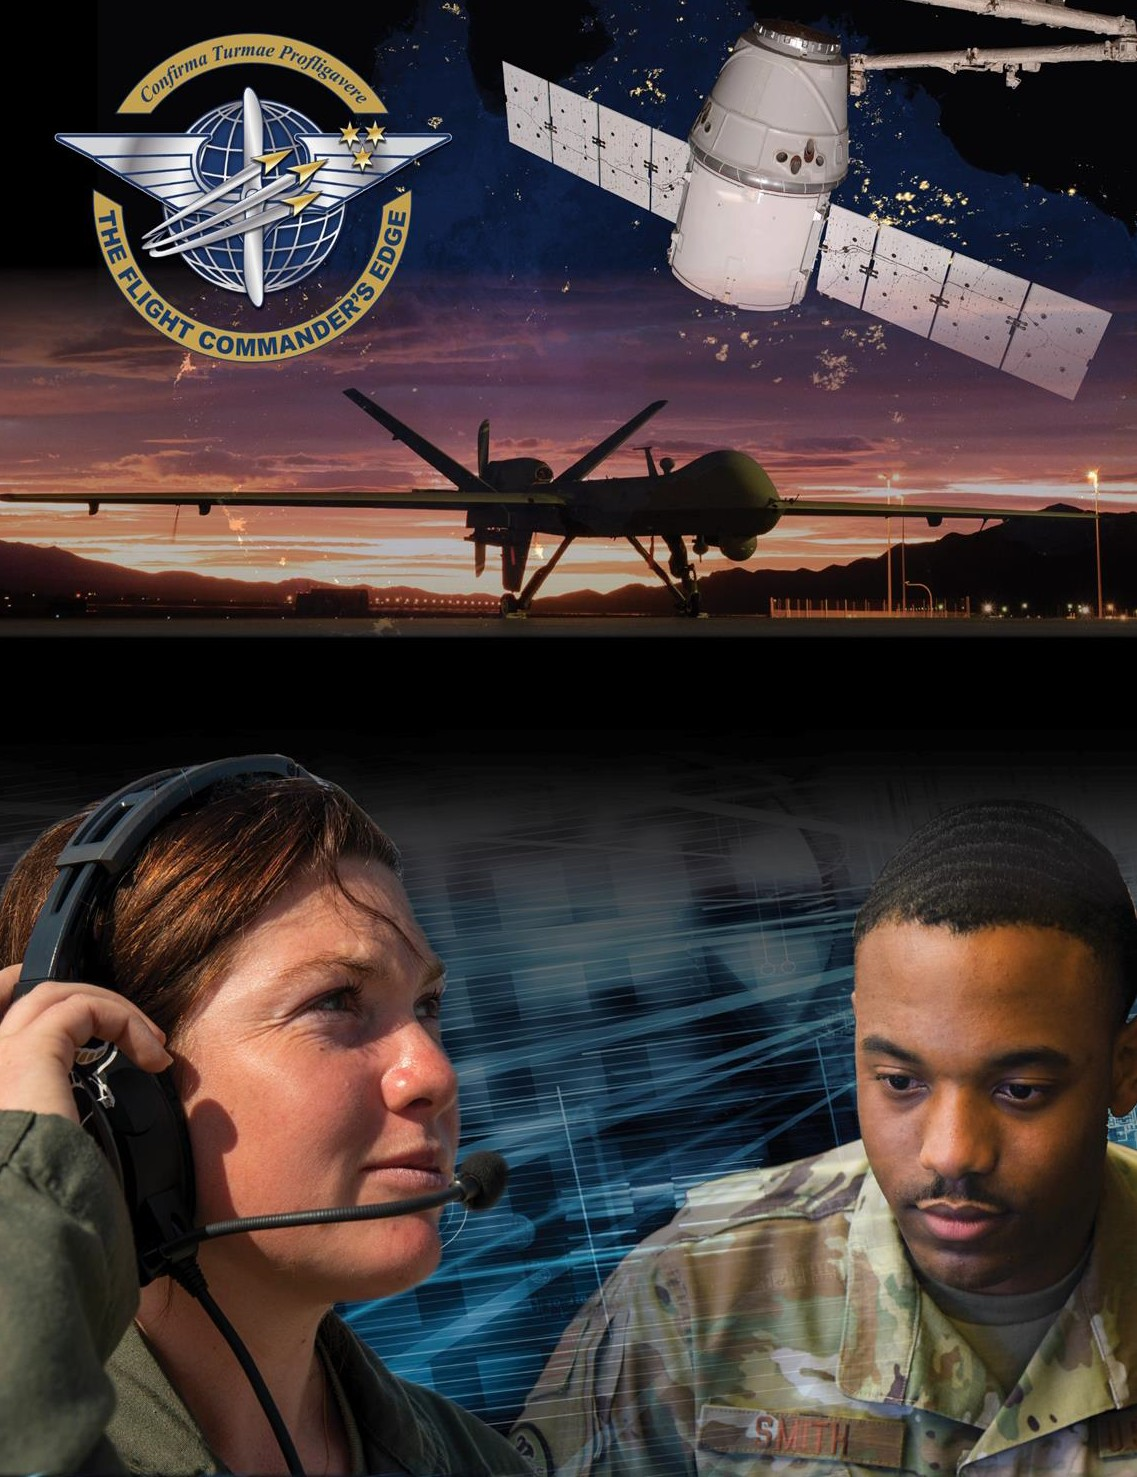 Confirma Turmae Profligavere
THE FLIGHT COMMANDER'S EDGE
SMITH